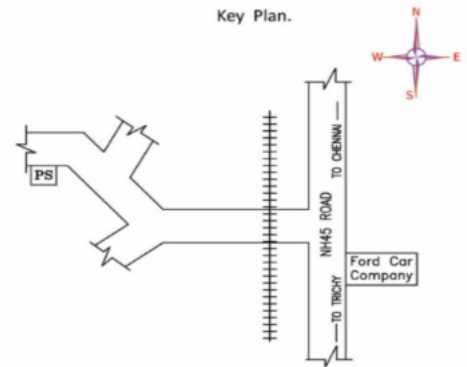 Key Plan.
N
W
E
S
PS
TO CHENNAI
NH45 ROAD
TO TRICHY
Ford Car
Company